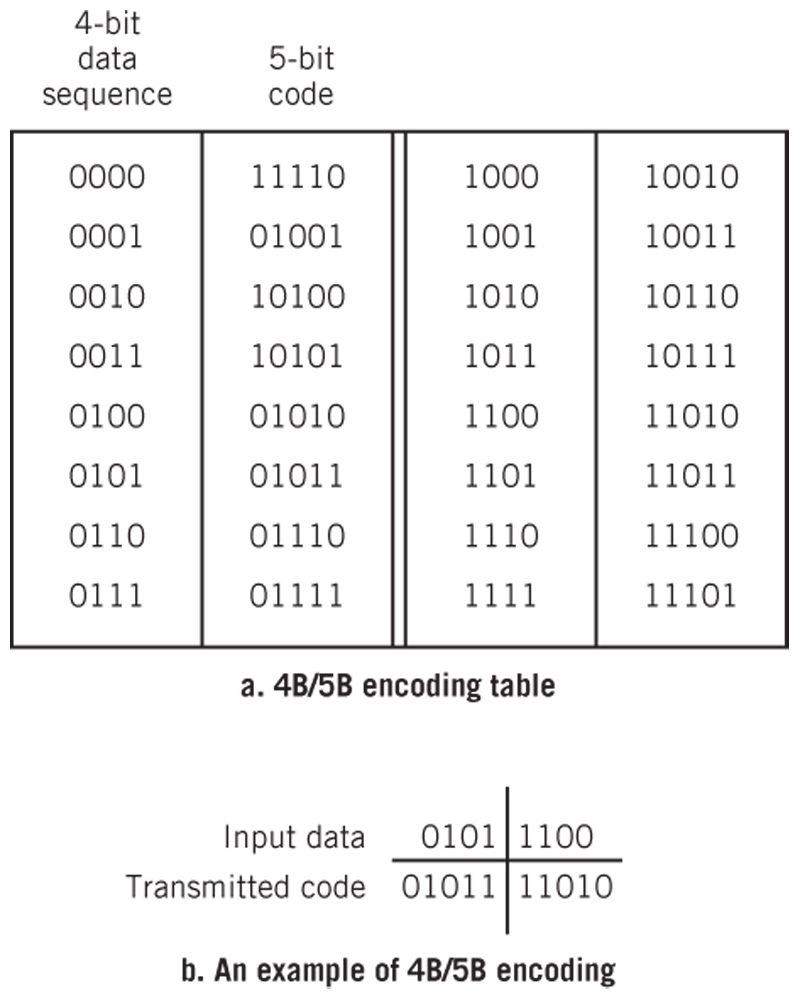 4-bit
data
sequence
5-bit
code
0000 11110 1000 10010
0001 01001 1001 10011
0010 10100 1010 10110
0011 10101 1011 10111
0100 01010 1100 11010
0101 01011 1101 11011
0110 01110 1110 11100
0111 01111 1111 11101
a. 4B/5B encoding table
Input data 0101 1100
Transmitted code 01011 11010
b. An example of 4B/5B encoding